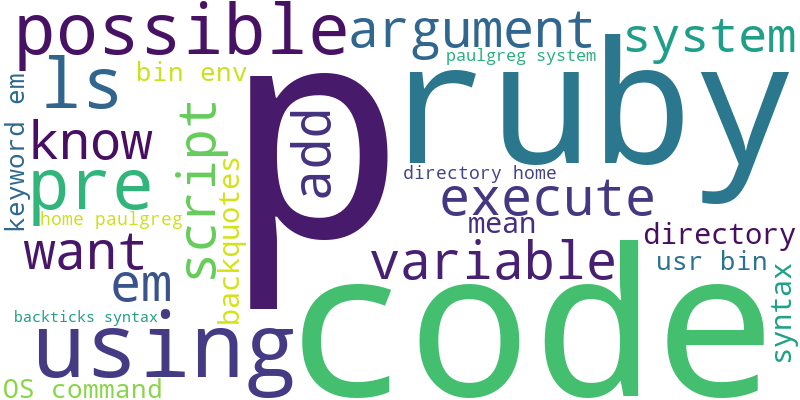 possible
argument
system
paulgreg system
ls
bin env
p
ruby
keyword em
know
script
add
pre
directory home
execute
home paulgreg
backquotes
mean
want
variable
directory
usr bin
em
code
syntax
backticks syntax
using
OS command